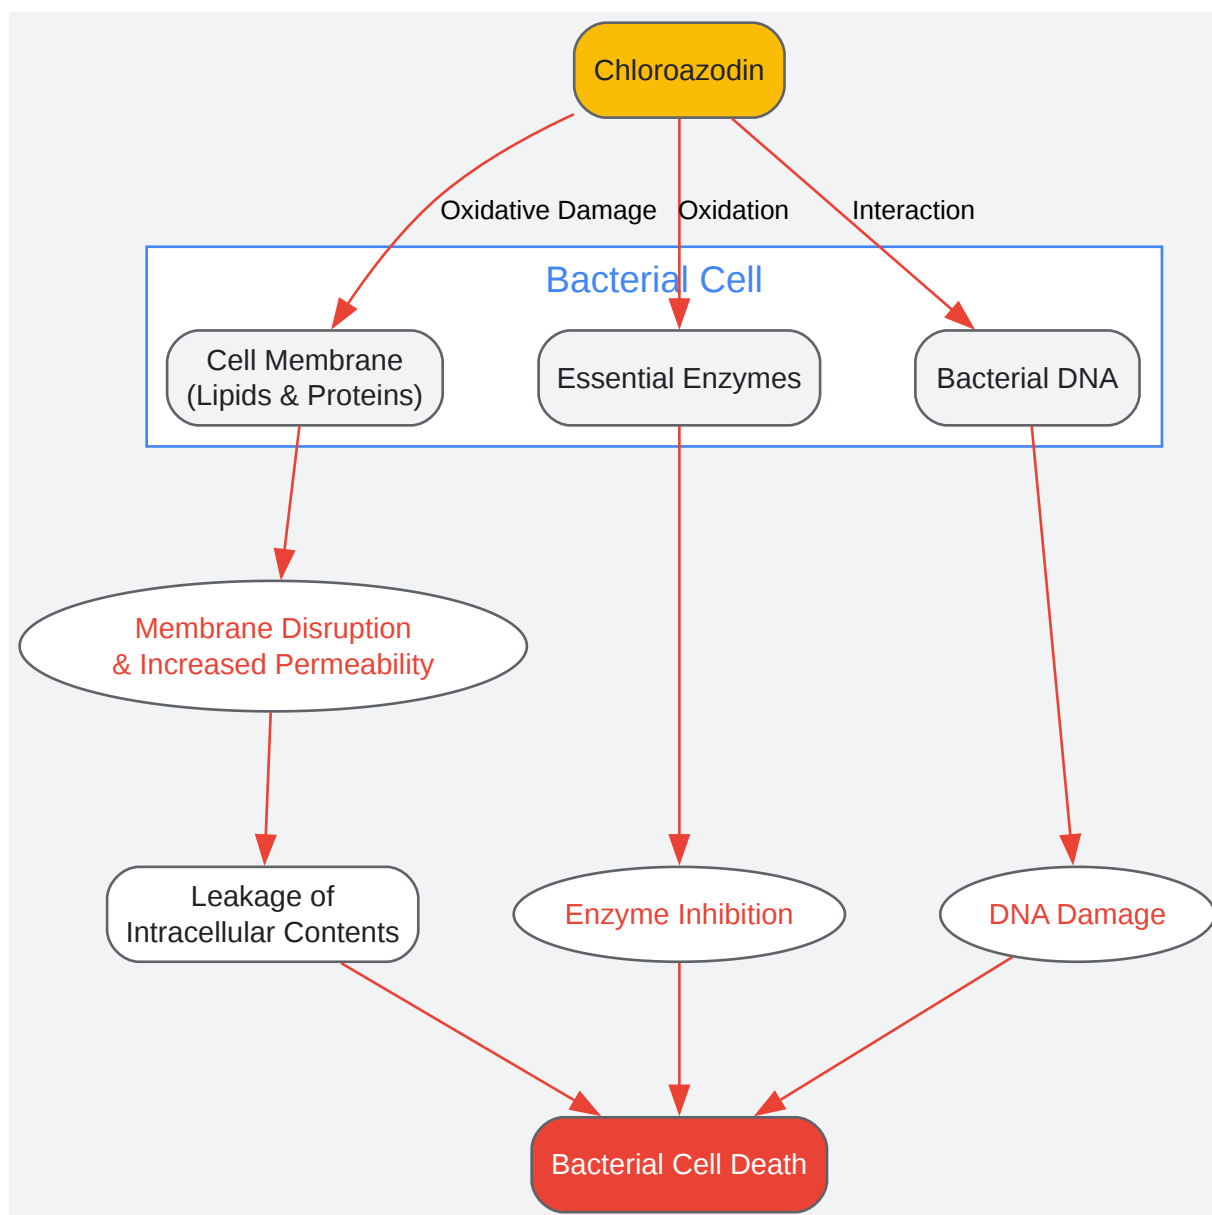 Chloroazodin
Oxidative Damage
Oxidation
Interaction
Bacterial Cell
Cell Membrane
(Lipids & Proteins)
Essential Enzymes
Bacterial DNA
Membrane Disruption
& Increased Permeability
Leakage of
Intracellular Contents
Enzyme Inhibition
DNA Damage
Bacterial Cell Death